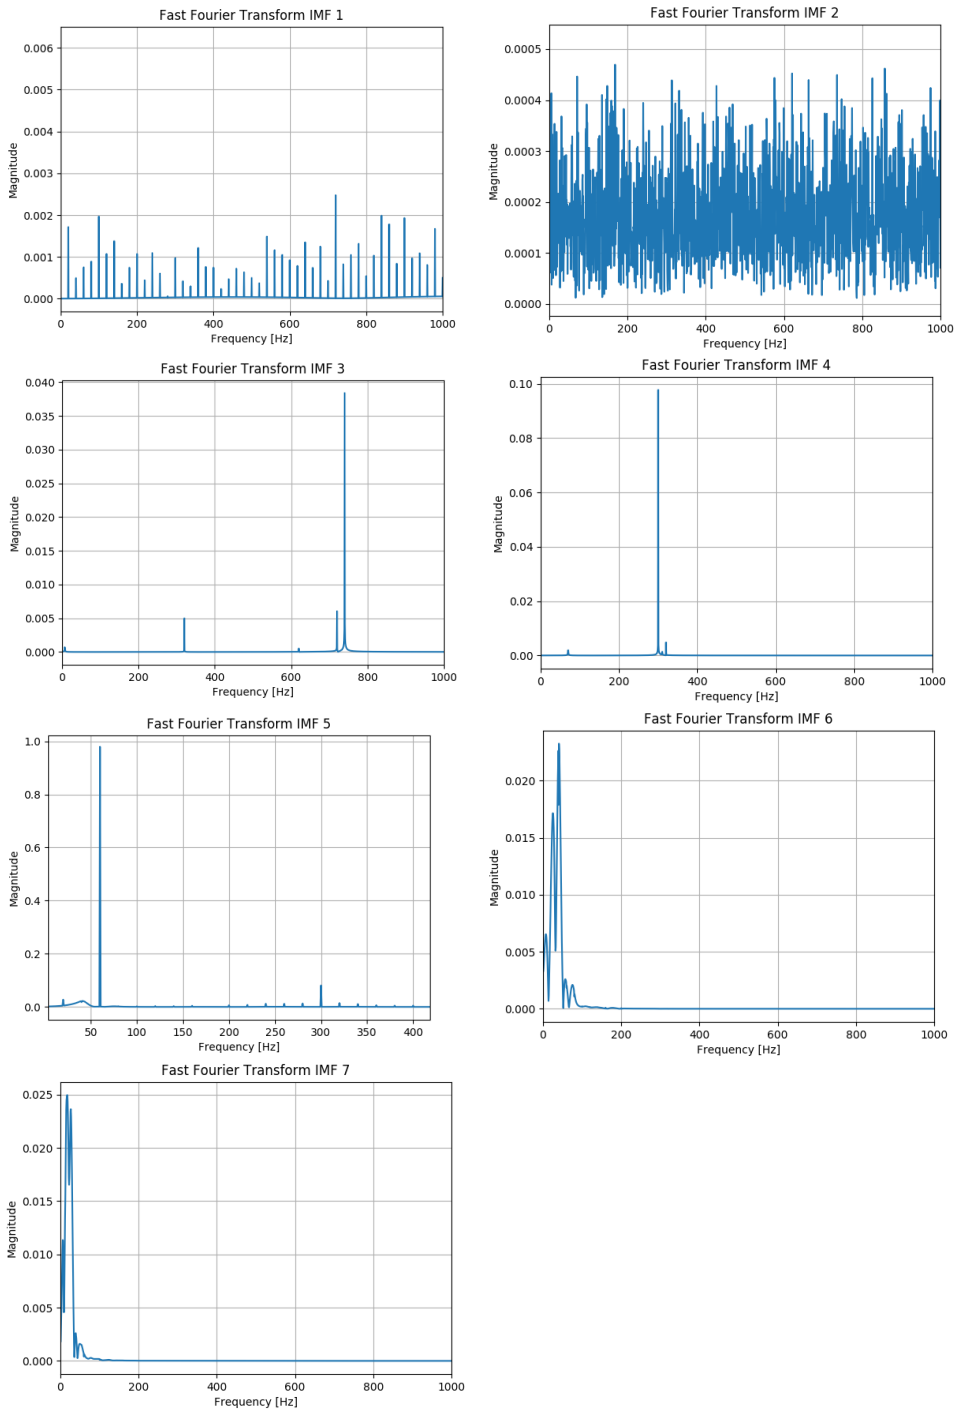 Fast Fourier Transform IMF 1
0.006
0.005
0.004
0.003
0.002
0.001
0.000
Magnitude
0 200 400 600 800 1000
Frequency [Hz]
Fast Fourier Transform IMF 2
0.0005
0.0004
0.0003
0.0002
0.0001
0.0000
Magnitude
0 200 400 600 800 1000
Frequency [Hz]
Fast Fourier Transform IMF 3
0.040
0.035
0.030
0.025
0.020
0.015
0.010
0.005
0.000
Magnitude
0 200 400 600 800 1000
Frequency [Hz]
Fast Fourier Transform IMF 4
0.10
0.08
0.06
0.04
0.02
0.00
Magnitude
0 200 400 600 800 1000
Frequency [Hz]
Fast Fourier Transform IMF 5
1.0
0.8
0.6
0.4
0.2
0.0
Magnitude
50 100 150 200 250 300 350 400
Frequency [Hz]
Fast Fourier Transform IMF 6
0.020
0.015
0.010
0.005
0.000
Magnitude
0 200 400 600 800 1000
Frequency [Hz]
Fast Fourier Transform IMF 7
0.025
0.020
0.015
0.010
0.005
0.000
Magnitude
0 200 400 600 800 1000
Frequency [Hz]